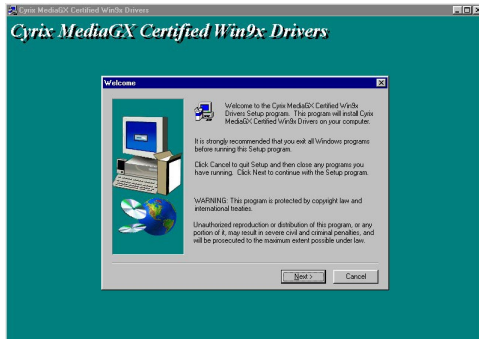 Cyrix MediaGX Certified Win9x Drivers
Cyrix MediaGX Certified Win9x Drivers
Welcome
Welcome to the Cyrix MediaGX Certified Win9x
Drivers Setup program. This program will install Cyrix
MediaGX Certified Win9x Drivers on your computer.
It is strongly recommended that you exit all Windows programs
before running this Setup program.
Click Cancel to quit Setup and then close any programs you
have running. Click Next to continue with the Setup program.
WARNING: This program is protected by copyright law and
international treaties.
Unauthorized reproduction or distribution of this program, or any
portion of it, may result in severe civil and criminal penalties, and
will be prosecuted to the maximum extent possible under law.
Next >
Cancel